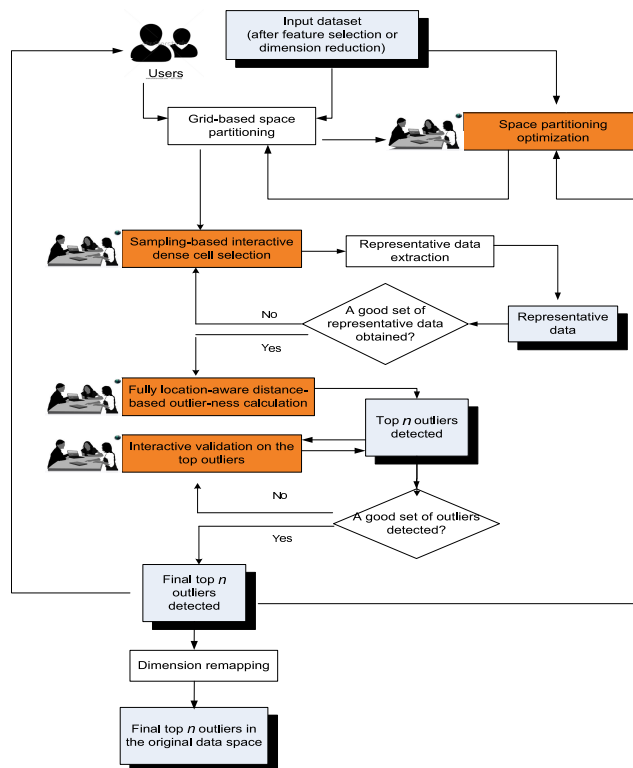 Input dataset
(after feature selection or
dimension reduction)
Users
Grid-based space
partitioning
Space partitioning
optimization
Sampling-based interactive
dense cell selection
Representative data
extraction
No
A good set of
representative data
obtained?
Representative
data
Yes
Fully location-aware distance-
based outlier-ness calculation
Top n outliers
detected
Interactive validation on the
top outliers
No
A good set of outliers
detected?
Yes
Final top n
outliers
detected
Dimension remapping
Final top n outliers in
the original data space